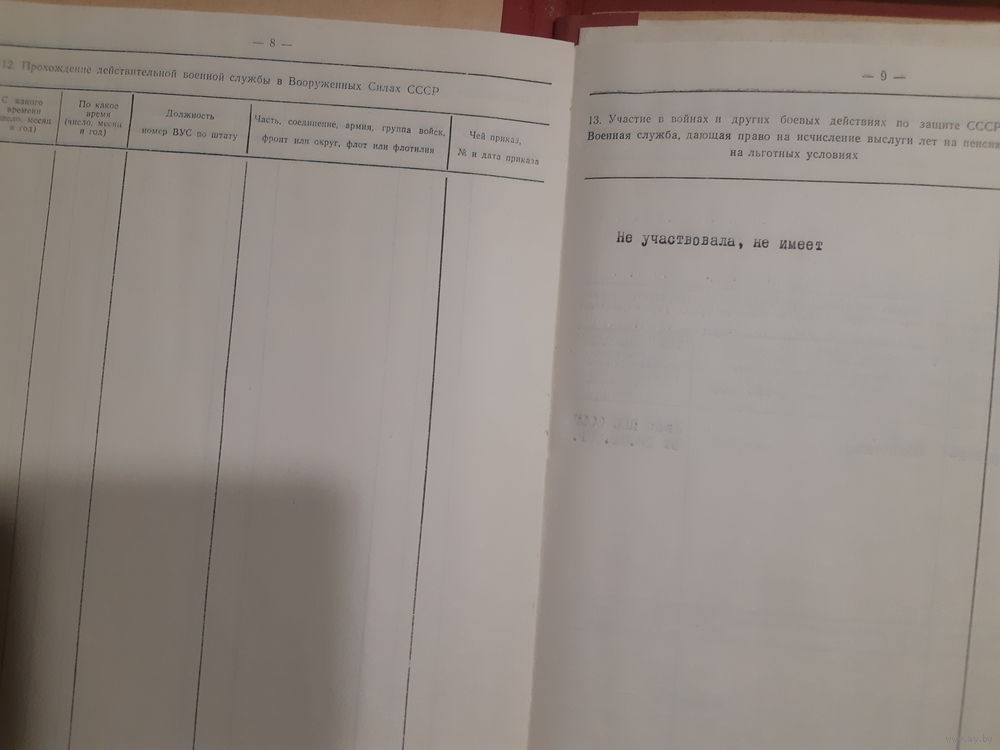 — 8 —
12. Прохождение действительной военной службы в Вооруженных Силах СССР
С какого
времени
(число, месяц
и год)
По какое
время
(число, месяц
и год)
Должность
номер ВУС по штату
Часть, соединение, армия, группа войск,
фронт или округ, флот или флотилия
Чей приказ,
№ и дата приказа
— 9 —
13. Участие в войнах и других боевых действиях по защите СССР
Военная служба, дающая право на исчисление выслуги лет на
на льготных условиях
Не участвовала, не имеет